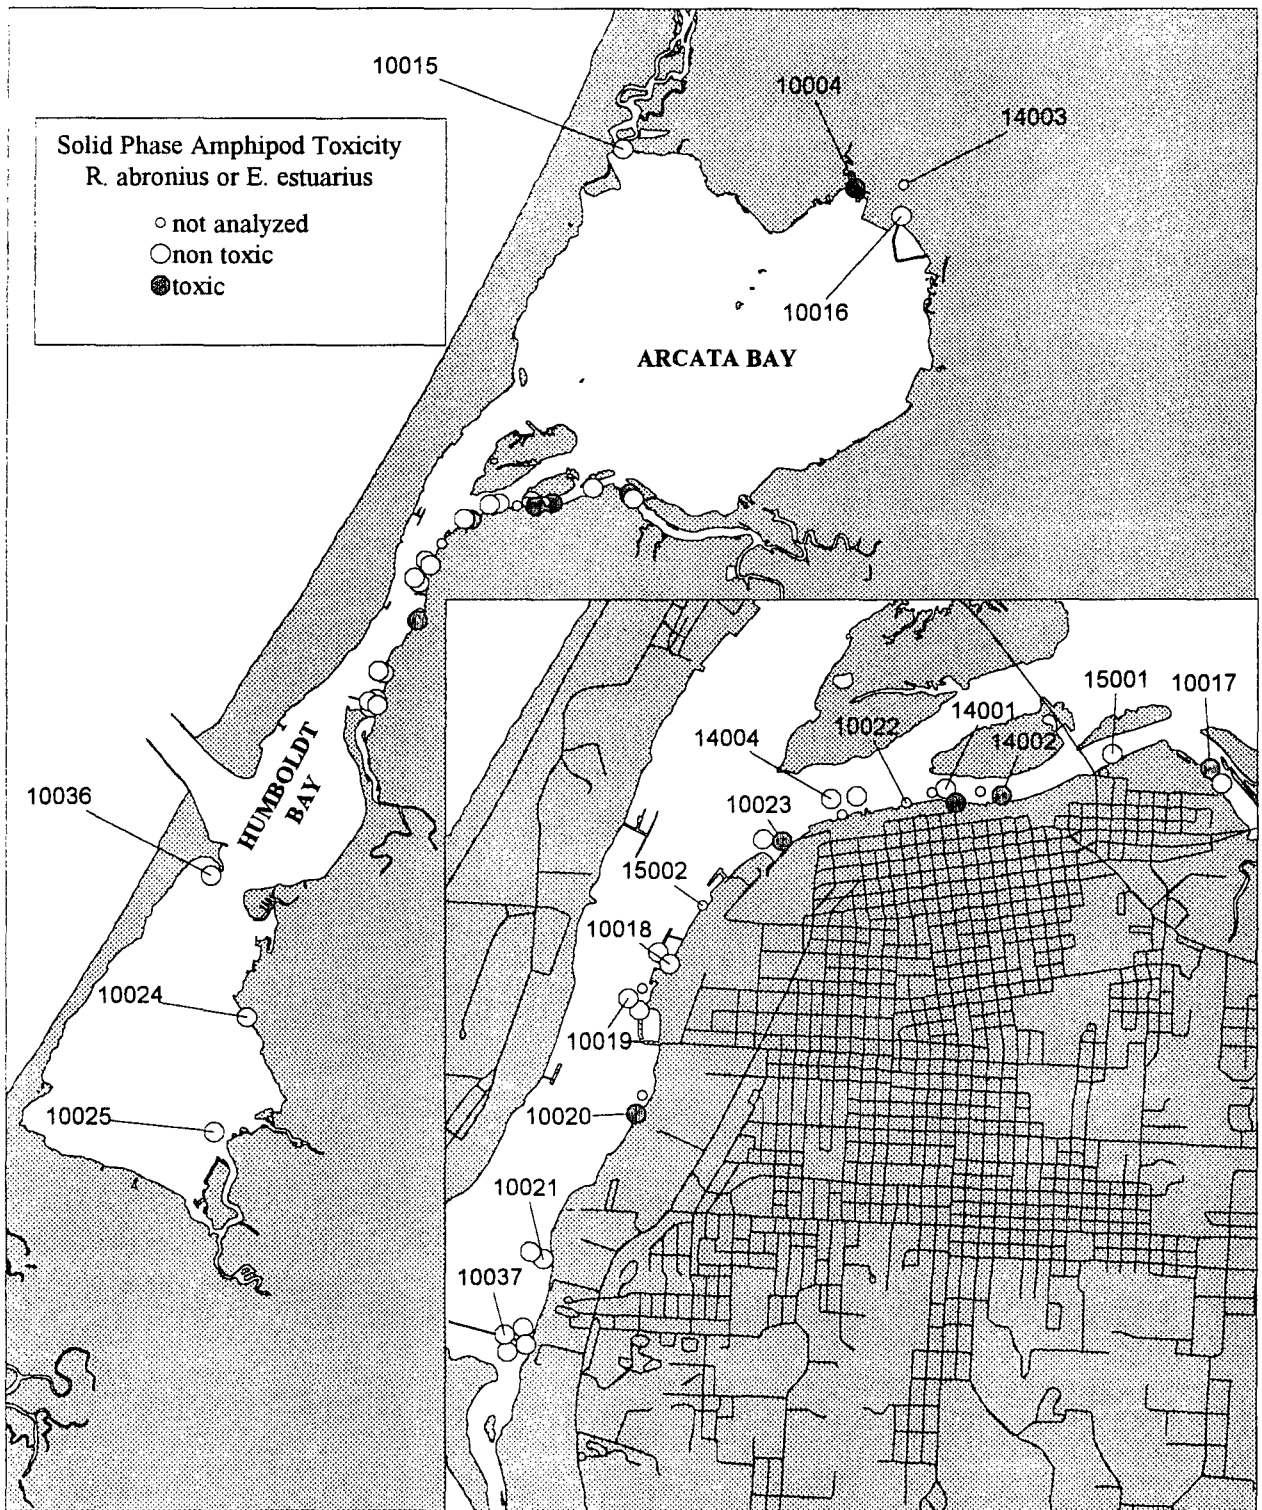 10015
10004
14003
Solid Phase Amphipod Toxicity
R. abronius or E. estuarius
not analyzed
non toxic
toxic
10016
ARCATA BAY
HUMBOLDT
BAY
10036
10024
10025
15001
10017
14001
10022
14002
14004
10023
15002
10018
10019
10020
10021
10037